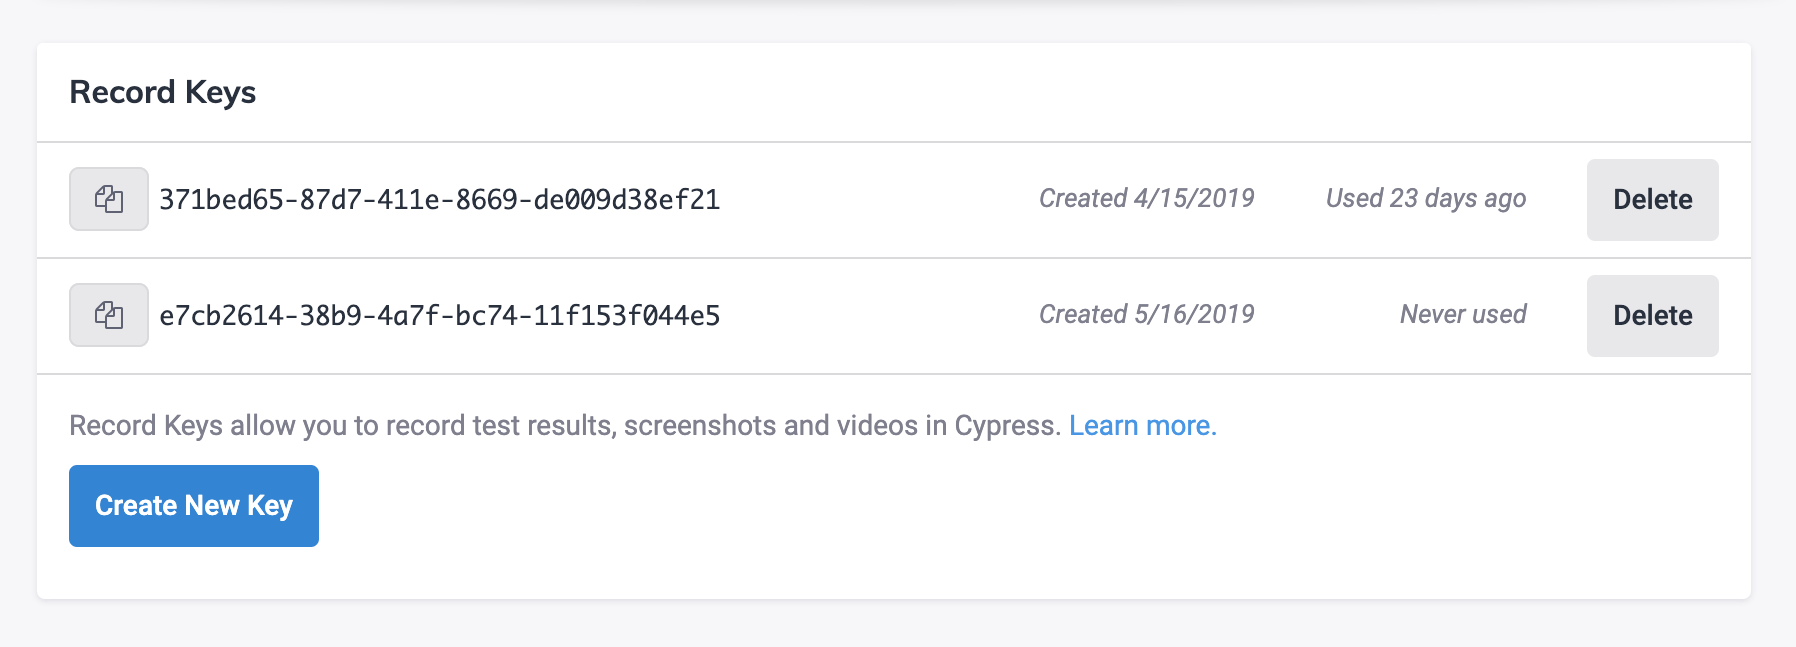 Record Keys
371bed65-87d7-411e-8669-de009d38ef21 Created 4/15/2019 Used 23 days ago Delete
e7cb2614-38b9-4a7f-bc74-11f153f044e5 Created 5/16/2019 Never used Delete
Record Keys allow you to record test results, screenshots and videos in Cypress. Learn more.
Create New Key